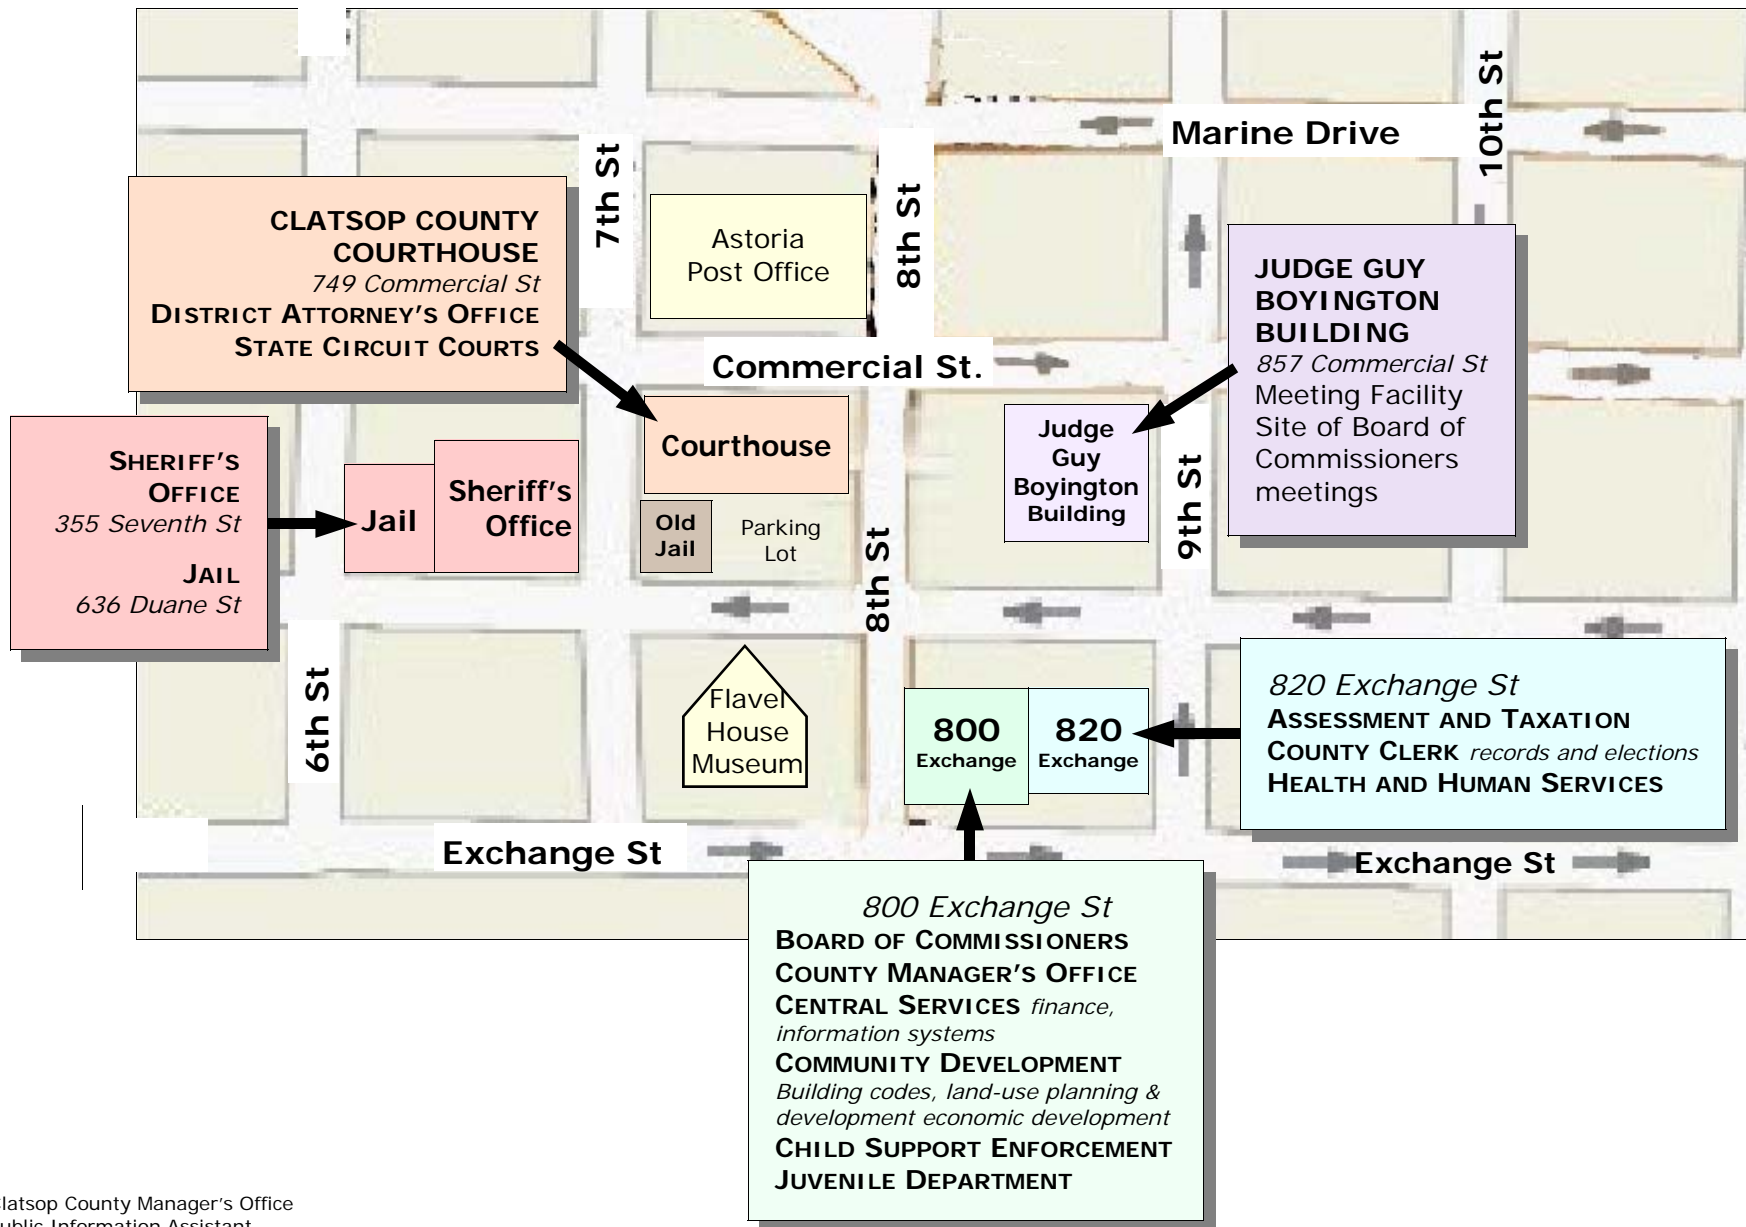 10th St
Marine Drive
7th St
8th St
CLATSOP COUNTY
COURTHOUSE
749 Commercial St
DISTRICT ATTORNEY'S OFFICE
STATE CIRCUIT COURTS
Astoria
Post Office
JUDGE GUY
BOYINGTON
BUILDING
857 Commercial St
Meeting Facility
Site of Board of
Commissioners
meetings
Commercial St.
SHERIFF'S
OFFICE
355 Seventh St
JAIL
636 Duane St
Jail
Sheriff's
Office
Courthouse
Old
Jail
Parking
Lot
8th St
Judge
Guy
Boyington
Building
9th St
6th St
Flavel
House
Museum
800
Exchange
820
Exchange
820 Exchange St
ASSESSMENT AND TAXATION
COUNTY CLERK records and elections
HEALTH AND HUMAN SERVICES
Exchange St
Exchange St
800 Exchange St
BOARD OF COMMISSIONERS
COUNTY MANAGER'S OFFICE
CENTRAL SERVICES finance,
information systems
COMMUNITY DEVELOPMENT
Building codes, land-use planning &
development economic development
CHILD SUPPORT ENFORCEMENT
JUVENILE DEPARTMENT
latsop County Manager's Office
ublic Information Assistant